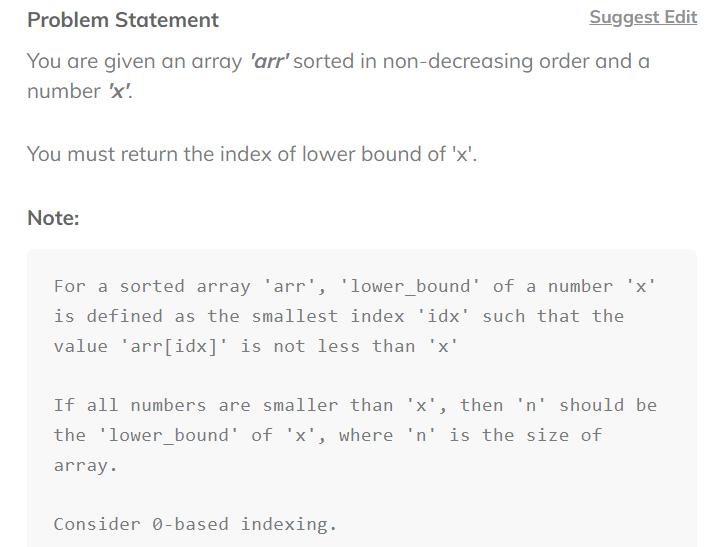 Problem Statement
Suggest Edit
You are given an array 'arr' sorted in non-decreasing order and a
number 'x'.
You must return the index of lower bound of 'x'.
Note:
For a sorted array 'arr', 'lower_bound' of a number 'x'
is defined as the smallest index 'idx' such that the
value 'arr[idx]' is not less than 'x'
If all numbers are smaller than 'x', then 'n' should be
the 'lower_bound' of 'x', where 'n' is the size of
array.
Consider 0-based indexing.